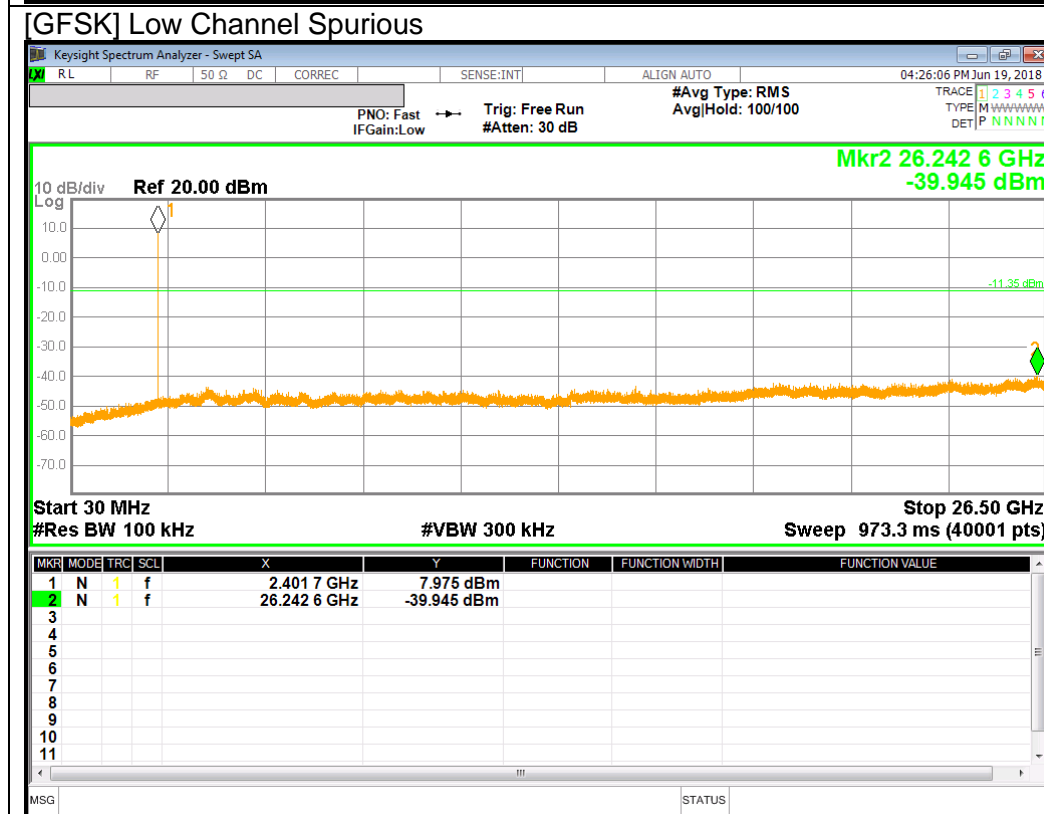 [GFSK] Low Channel Spurious
Keysight Spectrum Analyzer - Swept SA
LXI RL RF 50 Ω DC CORREC SENSE:INT ALIGN AUTO 04:26:06 PM Jun 19, 2018
#Avg Type: RMS TRACE 1 2 3 4 5 6
PNO: Fast Trig: Free Run Avg|Hold: 100/100 TYPE M WWWWW
IFGain:Low #Atten: 30 dB DET P N N N N
Mkr2 26.242 6 GHz
10 dB/div Ref 20.00 dBm -39.945 dBm
Log
1
10.0
0.00
-10.0 -11.35 dBm
-20.0
-30.0
2
-40.0
-50.0
-60.0
-70.0
Start 30 MHz Stop 26.50 GHz
#Res BW 100 kHz #VBW 300 kHz Sweep 973.3 ms (40001 pts)
MKR MODE TRC SCL X Y FUNCTION FUNCTION WIDTH FUNCTION VALUE
1 N 1 f 2.401 7 GHz 7.975 dBm
2 N 1 f 26.242 6 GHz -39.945 dBm
3
4
5
6
7
8
9
10
11
MSG STATUS